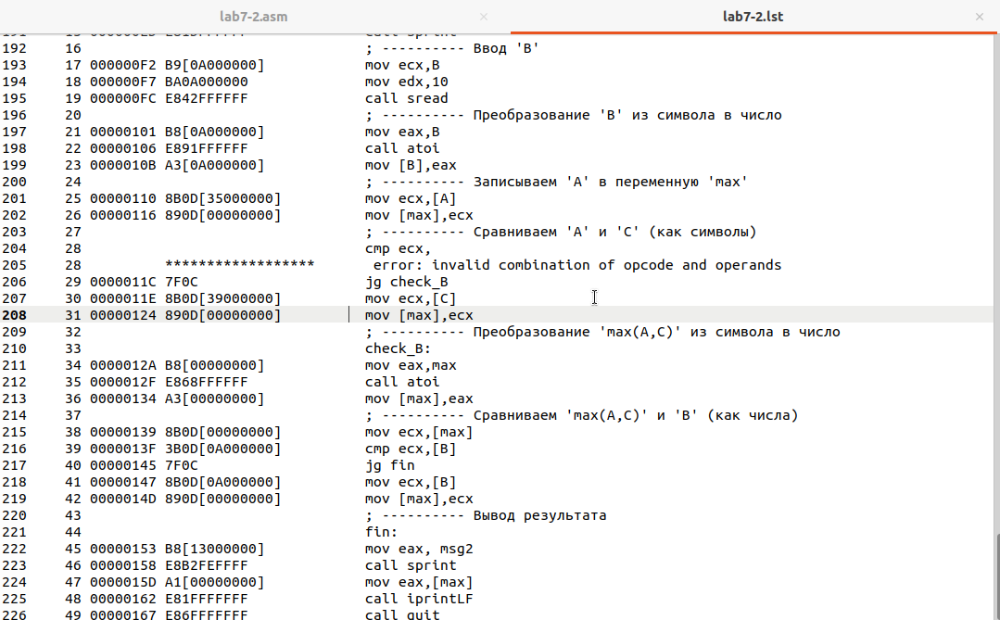 lab7-2.asm × lab7-2.lst ×
192 16 ; ---------- Ввод 'B'
193 17 000000F2 B9[0A000000] mov ecx,B
194 18 000000F7 BA0A000000 mov edx,10
195 19 000000FC E842FFFFFF call sread
196 20 ; ---------- Преобразование 'B' из символа в число
197 21 00000101 B8[0A000000] mov eax,B
198 22 00000106 E891FFFFFF call atoi
199 23 0000010B A3[0A000000] mov [B],eax
200 24 ; ---------- Записываем 'A' в переменную 'max'
201 25 00000110 8B0D[35000000] mov ecx,[A]
202 26 00000116 890D[00000000] mov [max],ecx
203 27 ; ---------- Сравниваем 'A' и 'C' (как символы)
204 28 cmp ecx,
205 28 ****************** error: invalid combination of opcode and operands
206 29 0000011C 7F0C jg check_B
207 30 0000011E 8B0D[39000000] mov ecx,[C]
208 31 00000124 890D[00000000] mov [max],ecx
209 32 ; ---------- Преобразование 'max(A,C)' из символа в число
210 33 check_B:
211 34 0000012A B8[00000000] mov eax,max
212 35 0000012F E868FFFFFF call atoi
213 36 00000134 A3[00000000] mov [max],eax
214 37 ; ---------- Сравниваем 'max(A,C)' и 'B' (как числа)
215 38 00000139 8B0D[00000000] mov ecx,[max]
216 39 0000013F 3B0D[0A000000] cmp ecx,[B]
217 40 00000145 7F0C jg fin
218 41 00000147 8B0D[0A000000] mov ecx,[B]
219 42 0000014D 890D[00000000] mov [max],ecx
220 43 ; ---------- Вывод результата
221 44 fin:
222 45 00000153 B8[13000000] mov eax, msg2
223 46 00000158 E8B2FEFFFF call sprint
224 47 0000015D A1[00000000] mov eax,[max]
225 48 00000162 E81FFFFFFF call iprintLF
226 49 00000167 E86FFFFFFF call quit